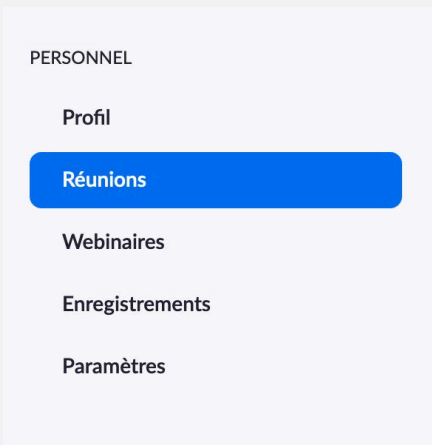 PERSONNEL
Profil
Réunions
Webinaires
Enregistrements
Paramètres